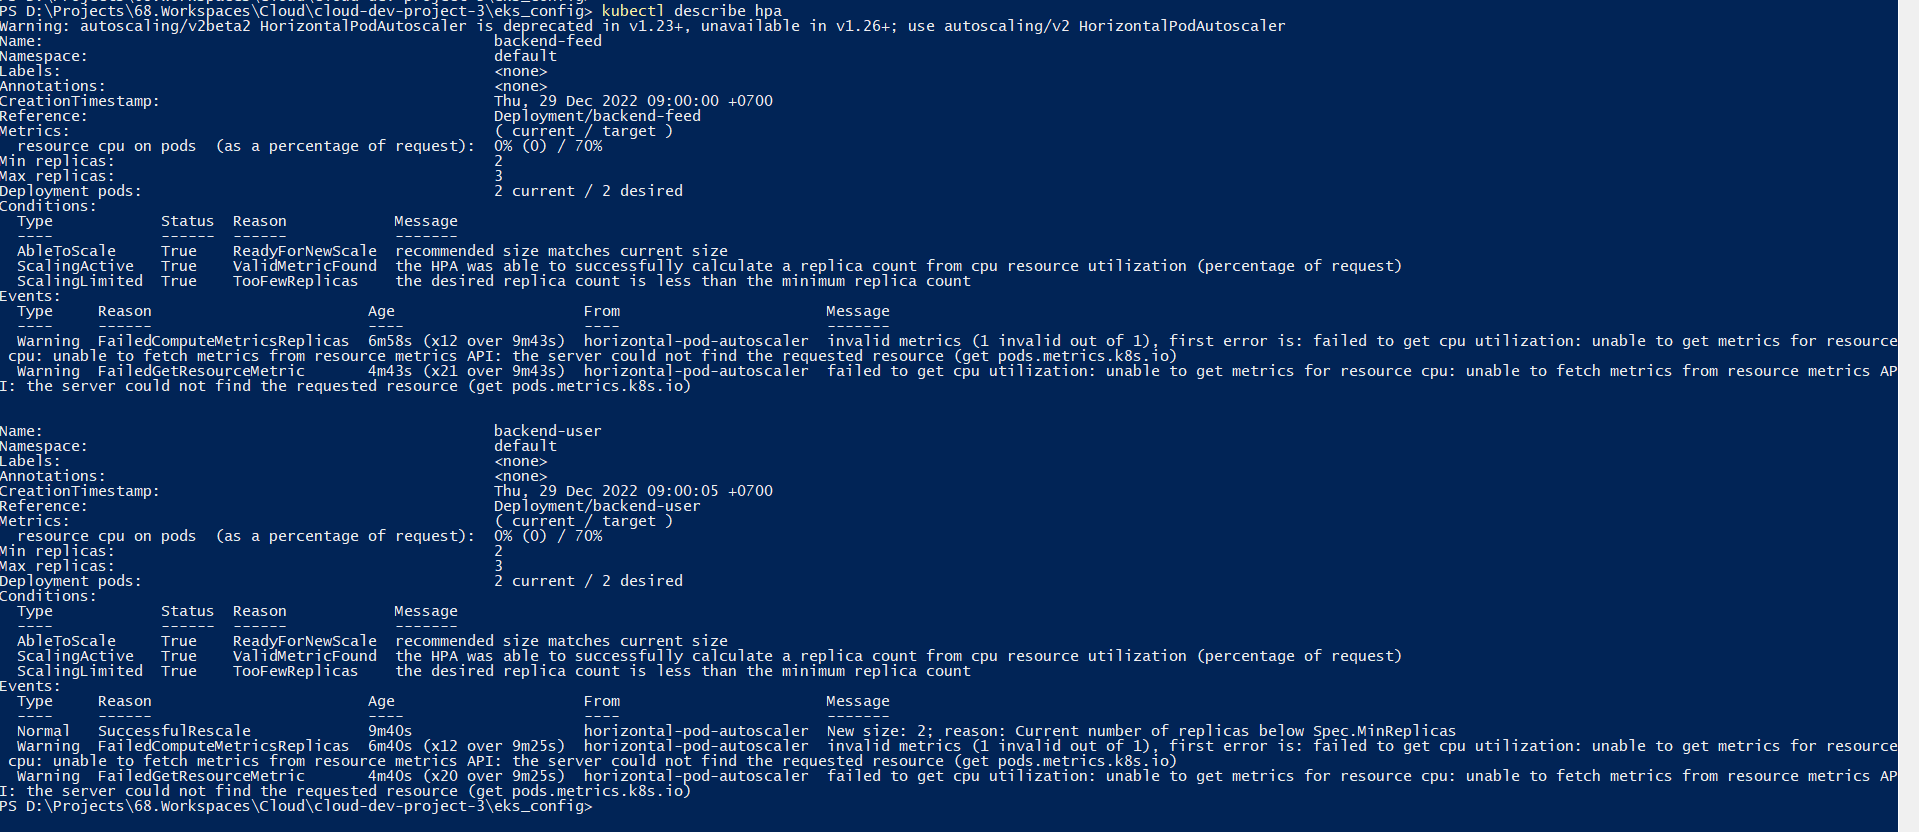 PS D:\Projects\68.Workspaces\Cloud\cloud-dev-project-3\eks_config> kubectl describe hpa
Warning: autoscaling/v2beta2 HorizontalPodAutoscaler is deprecated in v1.23+, unavailable in v1.26+; use autoscaling/v2 HorizontalPodAutoscaler
Name: backend-feed
Namespace: default
Labels: <none>
Annotations: <none>
CreationTimestamp: Thu, 29 Dec 2022 09:00:00 +0700
Reference: Deployment/backend-feed
Metrics: ( current / target )
resource cpu on pods (as a percentage of request): 0% (0) / 70%
Min replicas: 2
Max replicas: 3
Deployment pods: 2 current / 2 desired
Conditions:
Type Status Reason Message
---- ------ ------ -------
AbleToScale True ReadyForNewScale recommended size matches current size
ScalingActive True ValidMetricFound the HPA was able to successfully calculate a replica count from cpu resource utilization (percentage of request)
ScalingLimited True TooFewReplicas the desired replica count is less than the minimum replica count
Events:
Type Reason Age From Message
---- ------ ---- ---- -------
Warning FailedComputeMetricsReplicas 6m58s (x12 over 9m43s) horizontal-pod-autoscaler invalid metrics (1 invalid out of 1), first error is: failed to get cpu utilization: unable to get metrics for resource
cpu: unable to fetch metrics from resource metrics API: the server could not find the requested resource (get pods.metrics.k8s.io)
Warning FailedGetResourceMetric 4m43s (x21 over 9m43s) horizontal-pod-autoscaler failed to get cpu utilization: unable to get metrics for resource cpu: unable to fetch metrics from resource metrics AP
I: the server could not find the requested resource (get pods.metrics.k8s.io)
Name: backend-user
Namespace: default
Labels: <none>
Annotations: <none>
CreationTimestamp: Thu, 29 Dec 2022 09:00:05 +0700
Reference: Deployment/backend-user
Metrics: ( current / target )
resource cpu on pods (as a percentage of request): 0% (0) / 70%
Min replicas: 2
Max replicas: 3
Deployment pods: 2 current / 2 desired
Conditions:
Type Status Reason Message
---- ------ ------ -------
AbleToScale True ReadyForNewScale recommended size matches current size
ScalingActive True ValidMetricFound the HPA was able to successfully calculate a replica count from cpu resource utilization (percentage of request)
ScalingLimited True TooFewReplicas the desired replica count is less than the minimum replica count
Events:
Type Reason Age From Message
---- ------ ---- ---- -------
Normal SuccessfulRescale 9m40s horizontal-pod-autoscaler New size: 2; reason: Current number of replicas below Spec.MinReplicas
Warning FailedComputeMetricsReplicas 6m40s (x12 over 9m25s) horizontal-pod-autoscaler invalid metrics (1 invalid out of 1), first error is: failed to get cpu utilization: unable to get metrics for resource
cpu: unable to fetch metrics from resource metrics API: the server could not find the requested resource (get pods.metrics.k8s.io)
Warning FailedGetResourceMetric 4m40s (x20 over 9m25s) horizontal-pod-autoscaler failed to get cpu utilization: unable to get metrics for resource cpu: unable to fetch metrics from resource metrics AP
I: the server could not find the requested resource (get pods.metrics.k8s.io)
PS D:\Projects\68.Workspaces\Cloud\cloud-dev-project-3\eks_config>